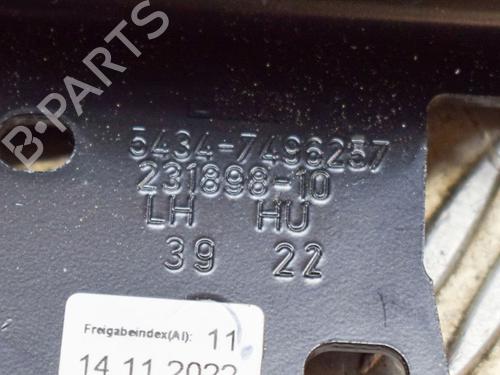 B-PARTS
5434-7496257
231898-10
LH HU
39 22
Freigabeindex(AI): 11
14.11.2022